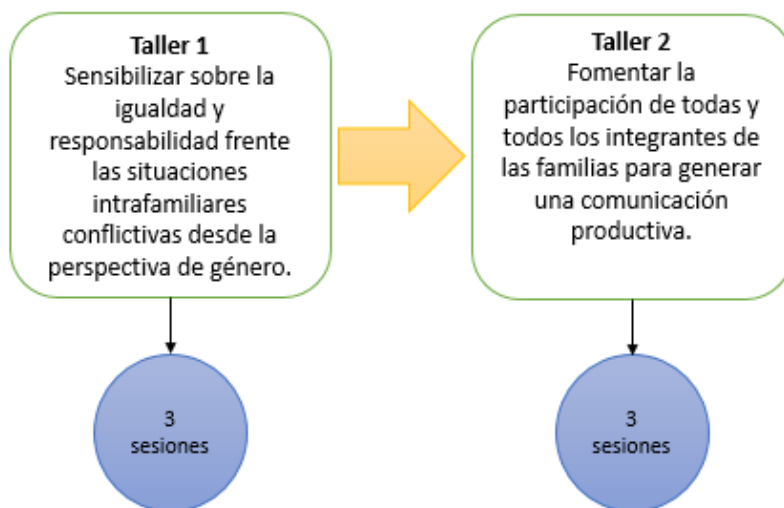 Taller 1
Sensibilizar sobre la
igualdad y
responsabilidad frente
las situaciones
intrafamiliares
conflictivas desde la
perspectiva de género.
3
sesiones
Taller 2
Fomentar la
participación de todas y
todos los integrantes de
las familias para generar
una comunicación
productiva.
3
sesiones